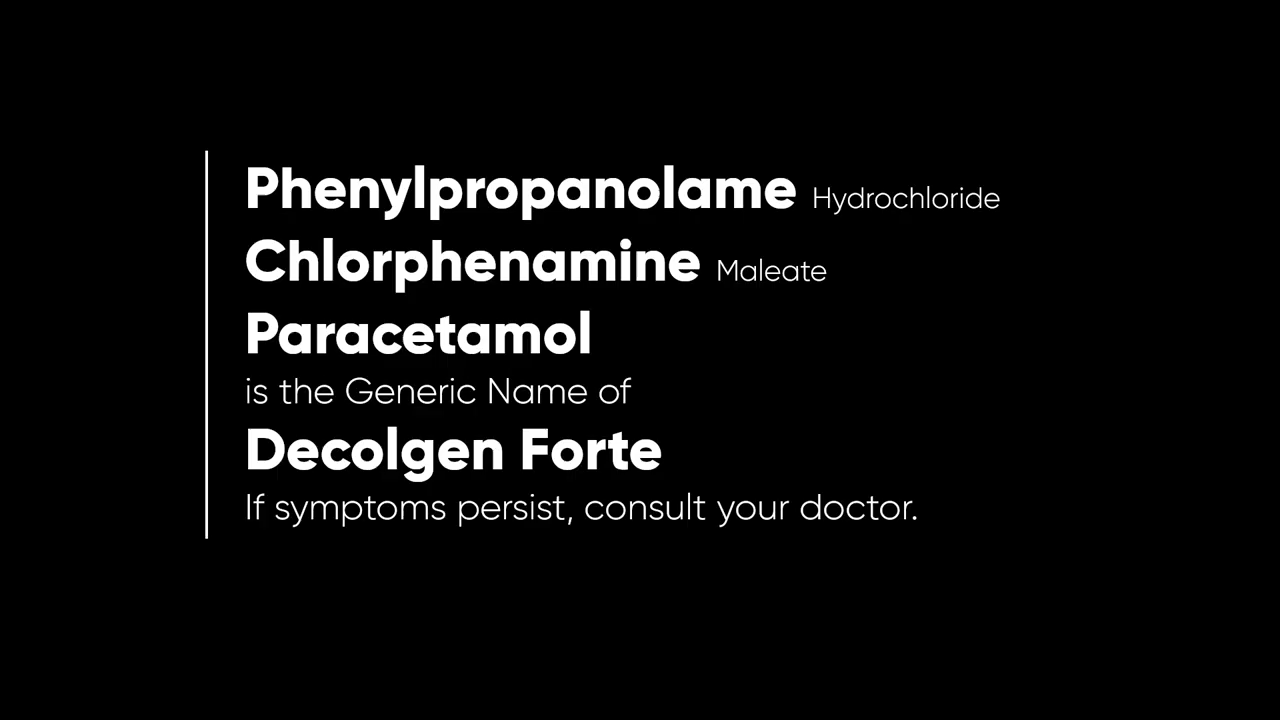 Phenylpropanolame Hydrochloride
Chlorphenamine Maleate
Paracetamol
is the Generic Name of
Decolgen Forte
If symptoms persist, consult your doctor.